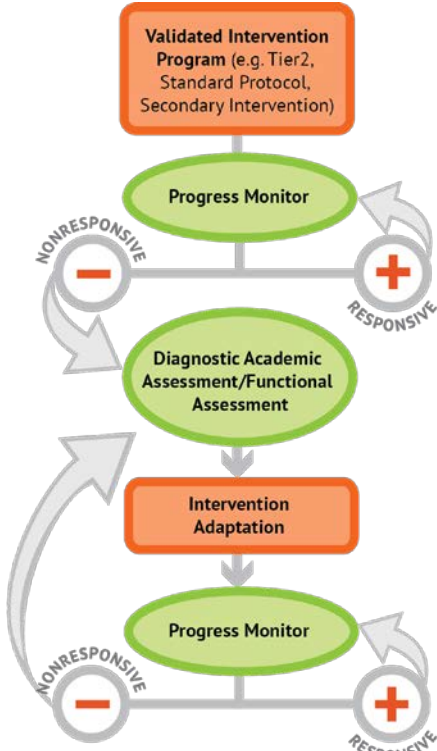 Validated Intervention
Program (e.g. Tier2,
Standard Protocol,
Secondary Intervention)
Progress Monitor
NONRESPONSIVE
RESPONSIVE
Diagnostic Academic
Assessment/Functional
Assessment
Intervention
Adaptation
Progress Monitor
NONRESPONSIVE
RESPONSIVE